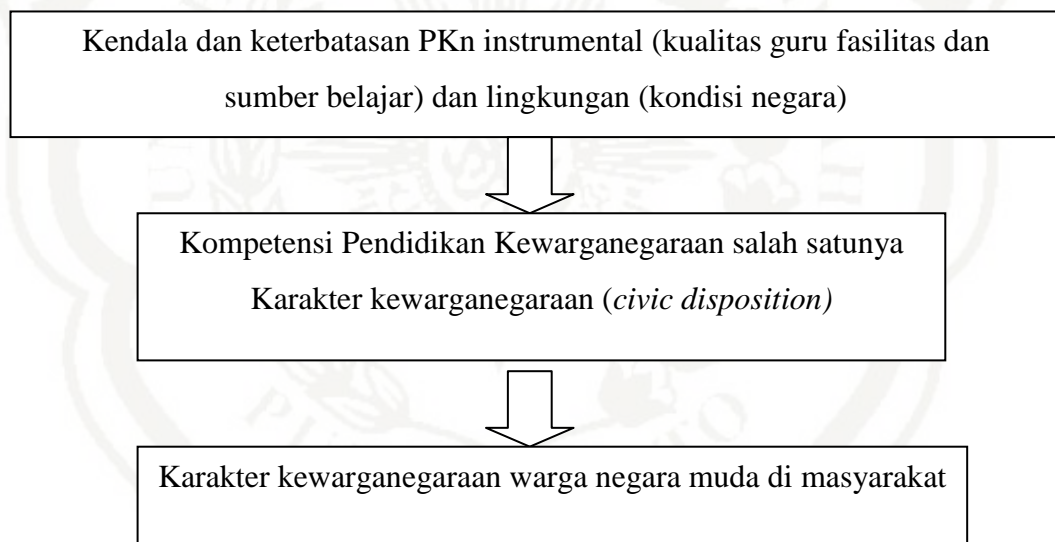 Kendala dan keterbatasan PKn instrumental (kualitas guru fasilitas dan
sumber belajar) dan lingkungan (kondisi negara)
Kompetensi Pendidikan Kewarganegaraan salah satunya
Karakter kewarganegaraan (civic disposition)
Karakter kewarganegaraan warga negara muda di masyarakat